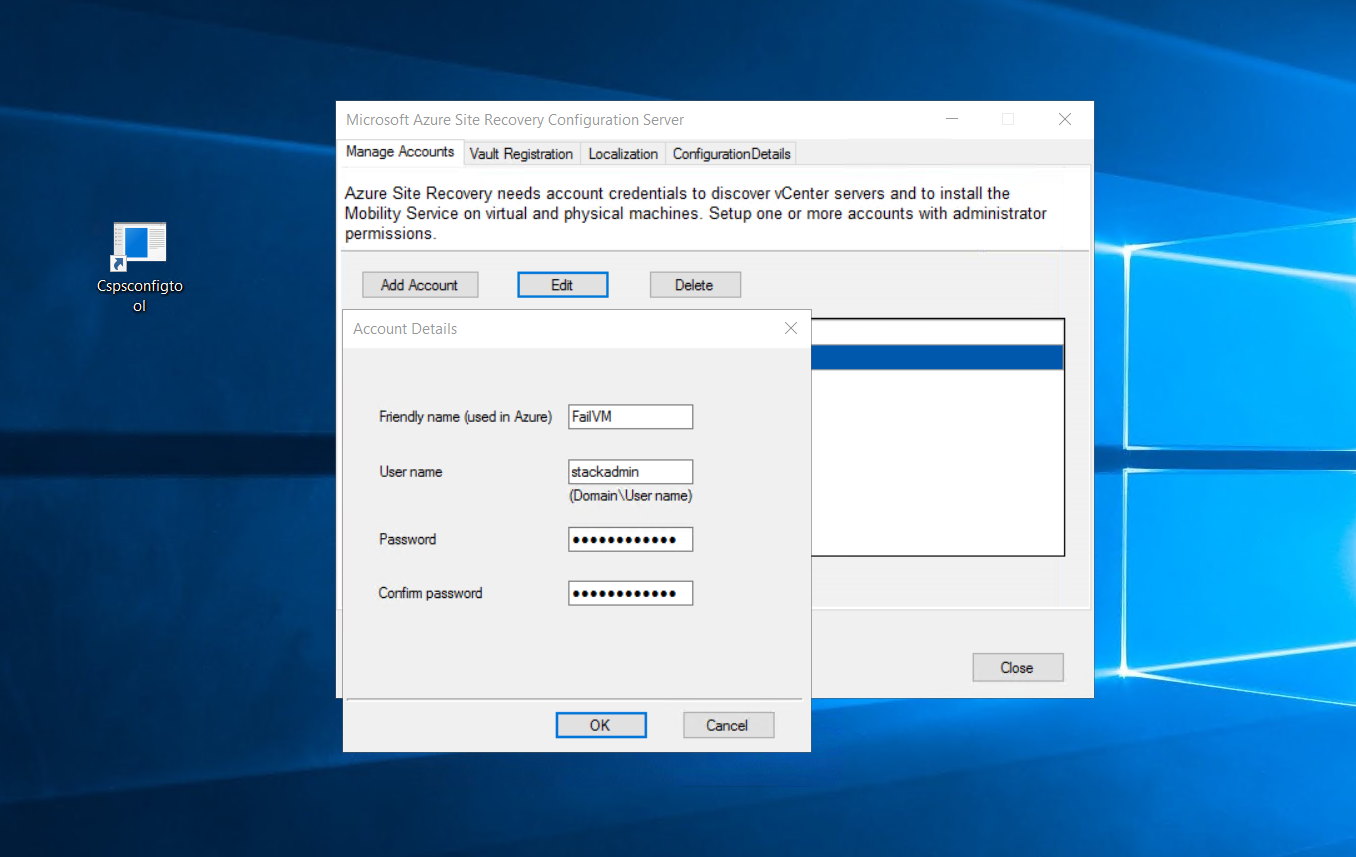 Microsoft Azure Site Recovery Configuration Server
Manage Accounts
Vault Registration
Localization
ConfigurationDetails
Azure Site Recovery needs account credentials to discover vCenter servers and to install the
Mobility Service on virtual and physical machines. Setup one or more accounts with administrator
permissions.
Cspsconfigto
ol
Add Account
Edit
Delete
Account Details
Friendly name (used in Azure)
FailVM
User name
stackadmin
(Domain\User name)
Password
●●●●●●●●●●●●
Confirm password
●●●●●●●●●●●●
Close
OK
Cancel